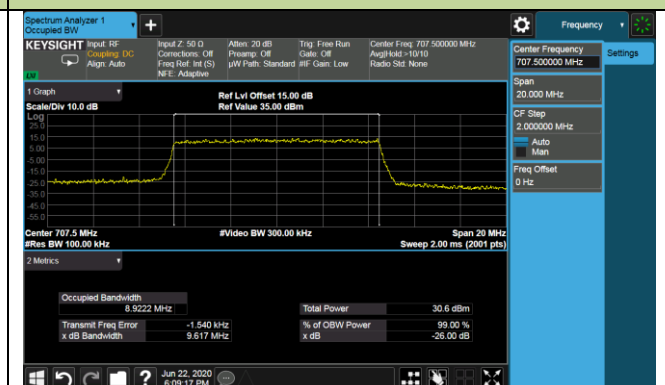 Spectrum Analyzer 1
Occupied BW
+
Frequency
KEYSIGHT
Input: RF
Coupling: DC
Align: Auto
Input Z: 50 Ω
Corrections: Off
Freq Ref: Int (S)
NFE: Adaptive
Atten: 20 dB
Preamp: Off
µW Path: Standard
Trig: Free Run
Gate: Off
#IF Gain: Low
Center Freq: 707.500000 MHz
Avg|Hold:>10/10
Radio Std: None
Center Frequency
707.500000 MHz
Settings
Span
20.000 MHz
CF Step
2.000000 MHz
Auto
Man
Freq Offset
0 Hz
1 Graph
Scale/Div 10.0 dB
Ref Lvl Offset 15.00 dB
Ref Value 35.00 dBm
Log
25.0
15.0
5.00
-5.00
-15.0
-25.0
-35.0
-45.0
-55.0
Center 707.5 MHz
#Video BW 300.00 kHz
Span 20 MHz
#Res BW 100.00 kHz
Sweep 2.00 ms (2001 pts)
2 Metrics
Occupied Bandwidth
8.9222 MHz
Total Power 30.6 dBm
Transmit Freq Error -1.540 kHz
% of OBW Power 99.00 %
x dB Bandwidth 9.617 MHz
x dB -26.00 dB
?
Jun 22, 2020
6:09:17 PM